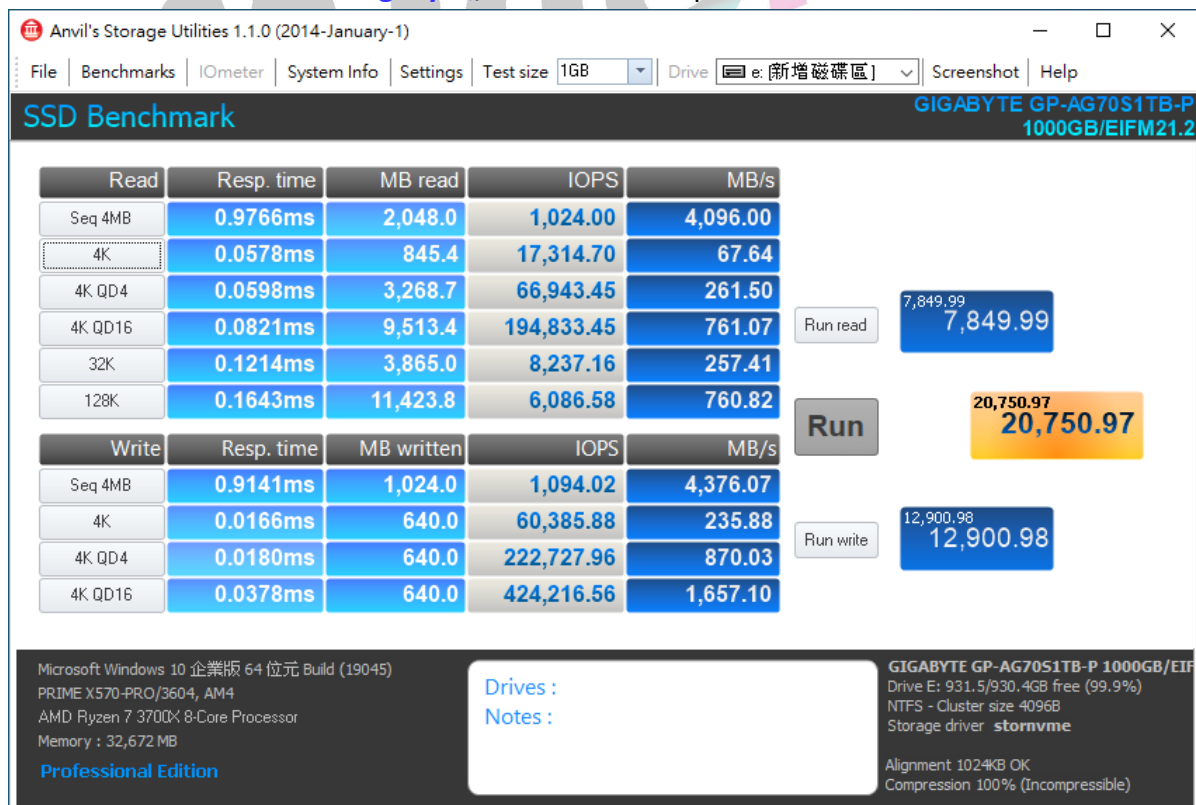 Anvil's Storage Utilities 1.1.0 (2014-January-1)
File Benchmarks IOmeter System Info Settings Test size 1GB Drive e: [新增磁碟區] Screenshot Help
SSD Benchmark
GIGABYTE GP-AG70S1TB-P
1000GB/EIFM21.2
Read Resp. time MB read IOPS MB/s
Seq 4MB 0.9766ms 2,048.0 1,024.00 4,096.00
4K 0.0578ms 845.4 17,314.70 67.64
4K QD4 0.0598ms 3,268.7 66,943.45 261.50
4K QD16 0.0821ms 9,513.4 194,833.45 761.07
32K 0.1214ms 3,865.0 8,237.16 257.41
128K 0.1643ms 11,423.8 6,086.58 760.82
Run read
7,849.99
7,849.99
Run
20,750.97
20,750.97
Write Resp. time MB written IOPS MB/s
Seq 4MB 0.9141ms 1,024.0 1,094.02 4,376.07
4K 0.0166ms 640.0 60,385.88 235.88
4K QD4 0.0180ms 640.0 222,727.96 870.03
4K QD16 0.0378ms 640.0 424,216.56 1,657.10
Run write
12,900.98
12,900.98
Microsoft Windows 10 企業版 64 位元 Build (19045)
PRIME X570-PRO/3604, AM4
AMD Ryzen 7 3700X 8-Core Processor
Memory : 32,672 MB
Professional Edition
Drives :
Notes :
GIGABYTE GP-AG70S1TB-P 1000GB/EIF
Drive E: 931.5/930.4GB free (99.9%)
NTFS - Cluster size 4096B
Storage driver stornvme
Alignment 1024KB OK
Compression 100% (Incompressible)